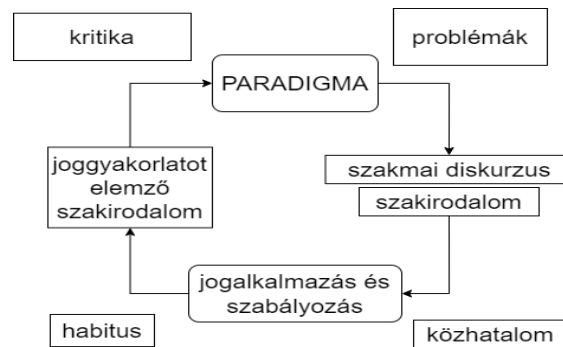 kritika
problémák
PARADIGMA
joggyakorlatot
elemző
szakirodalom
szakmai diskurzus
szakirodalom
jogalkalmazás és
szabályozás
habitus
közhatalom